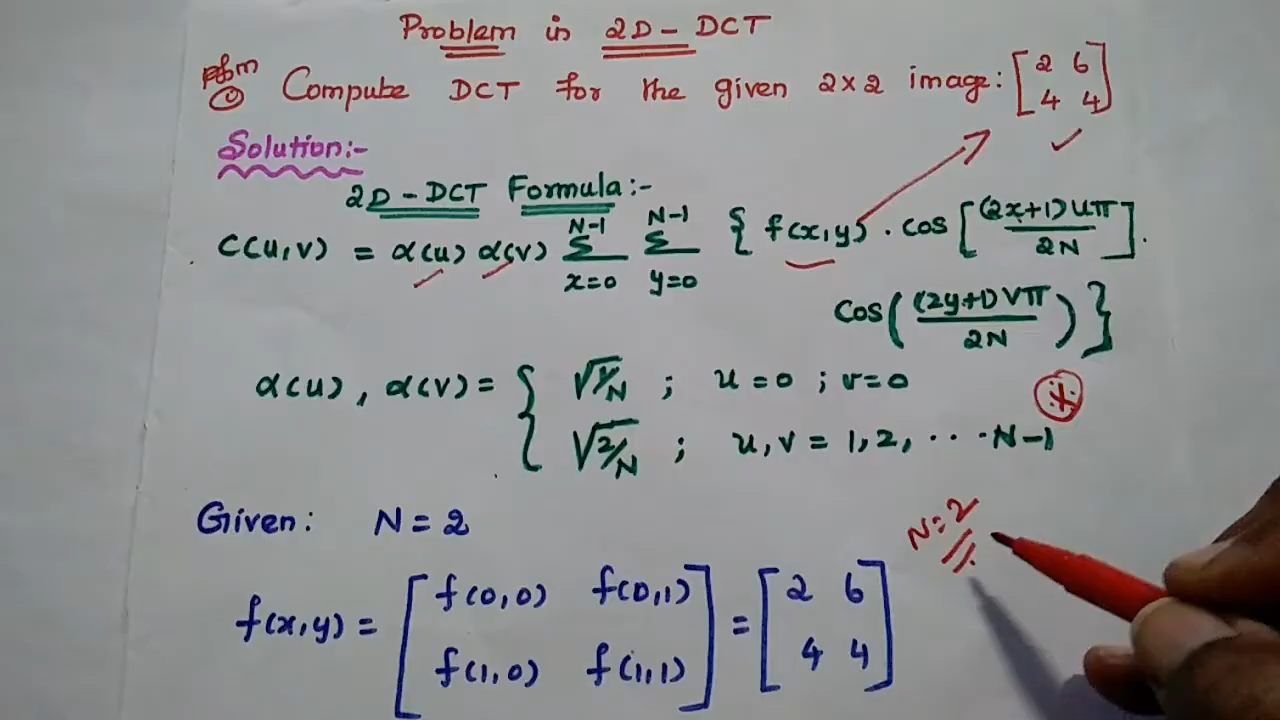 Problem in 2D-DCT
pbm ① Compute DCT for the given 2×2 image: [2 6
4 4]
Solution:-
2D-DCT Formula:-
C(u,v) = α(u) α(v) Σ_{x=0}^{N-1} Σ_{y=0}^{N-1} { f(x,y) . cos [(2x+1)uπ / 2N] .
Cos((2y+1)vπ / 2N) }
α(u), α(v) = { √1/N ; u=0 ; v=0
√2/N ; u,v = 1,2, ... N-1
Given: N = 2
N=2
f(x,y) = [f(0,0) f(0,1)
f(1,0) f(1,1)] = [2 6
4 4]